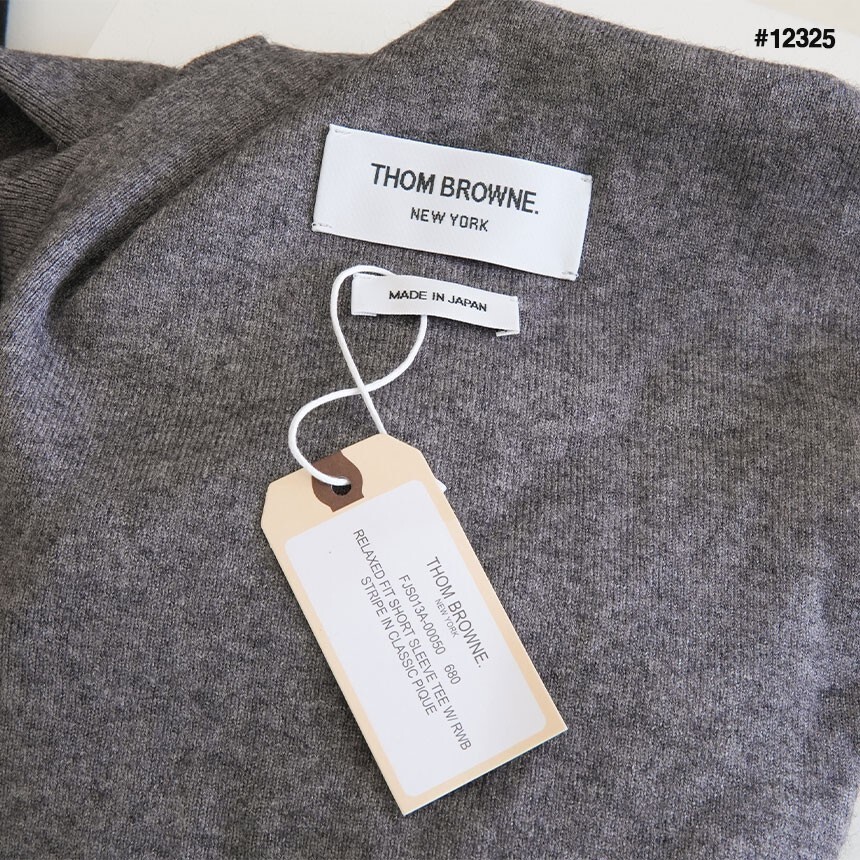 #12325
THOM BROWNE.
NEW YORK
MADE IN JAPAN
THOM BROWNE.
NEW YORK
FJS013A-00050 680
RELAXED FIT SHORT SLEEVE TEE W/ RWB
STRIPE IN CLASSIC PIQUE